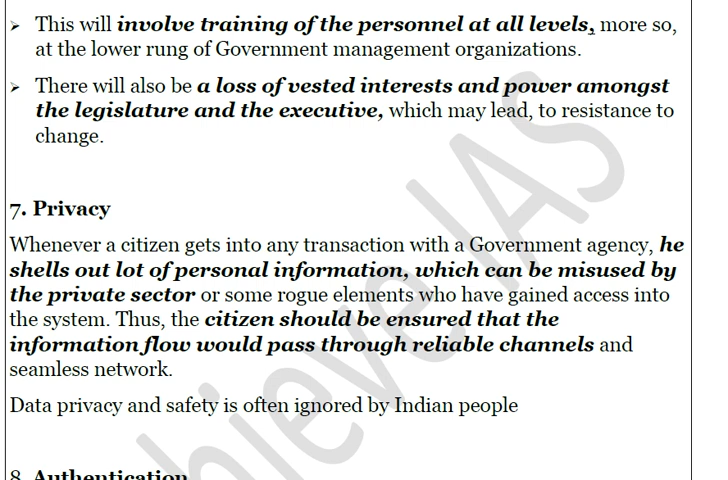 ➢ This will involve training of the personnel at all levels, more so,
at the lower rung of Government management organizations.
➢ There will also be a loss of vested interests and power amongst
the legislature and the executive, which may lead, to resistance to
change.
7. Privacy
Whenever a citizen gets into any transaction with a Government agency, he
shells out lot of personal information, which can be misused by
the private sector or some rogue elements who have gained access into
the system. Thus, the citizen should be ensured that the
information flow would pass through reliable channels and
seamless network.
Data privacy and safety is often ignored by Indian people
8. Authentication
hieve IAS